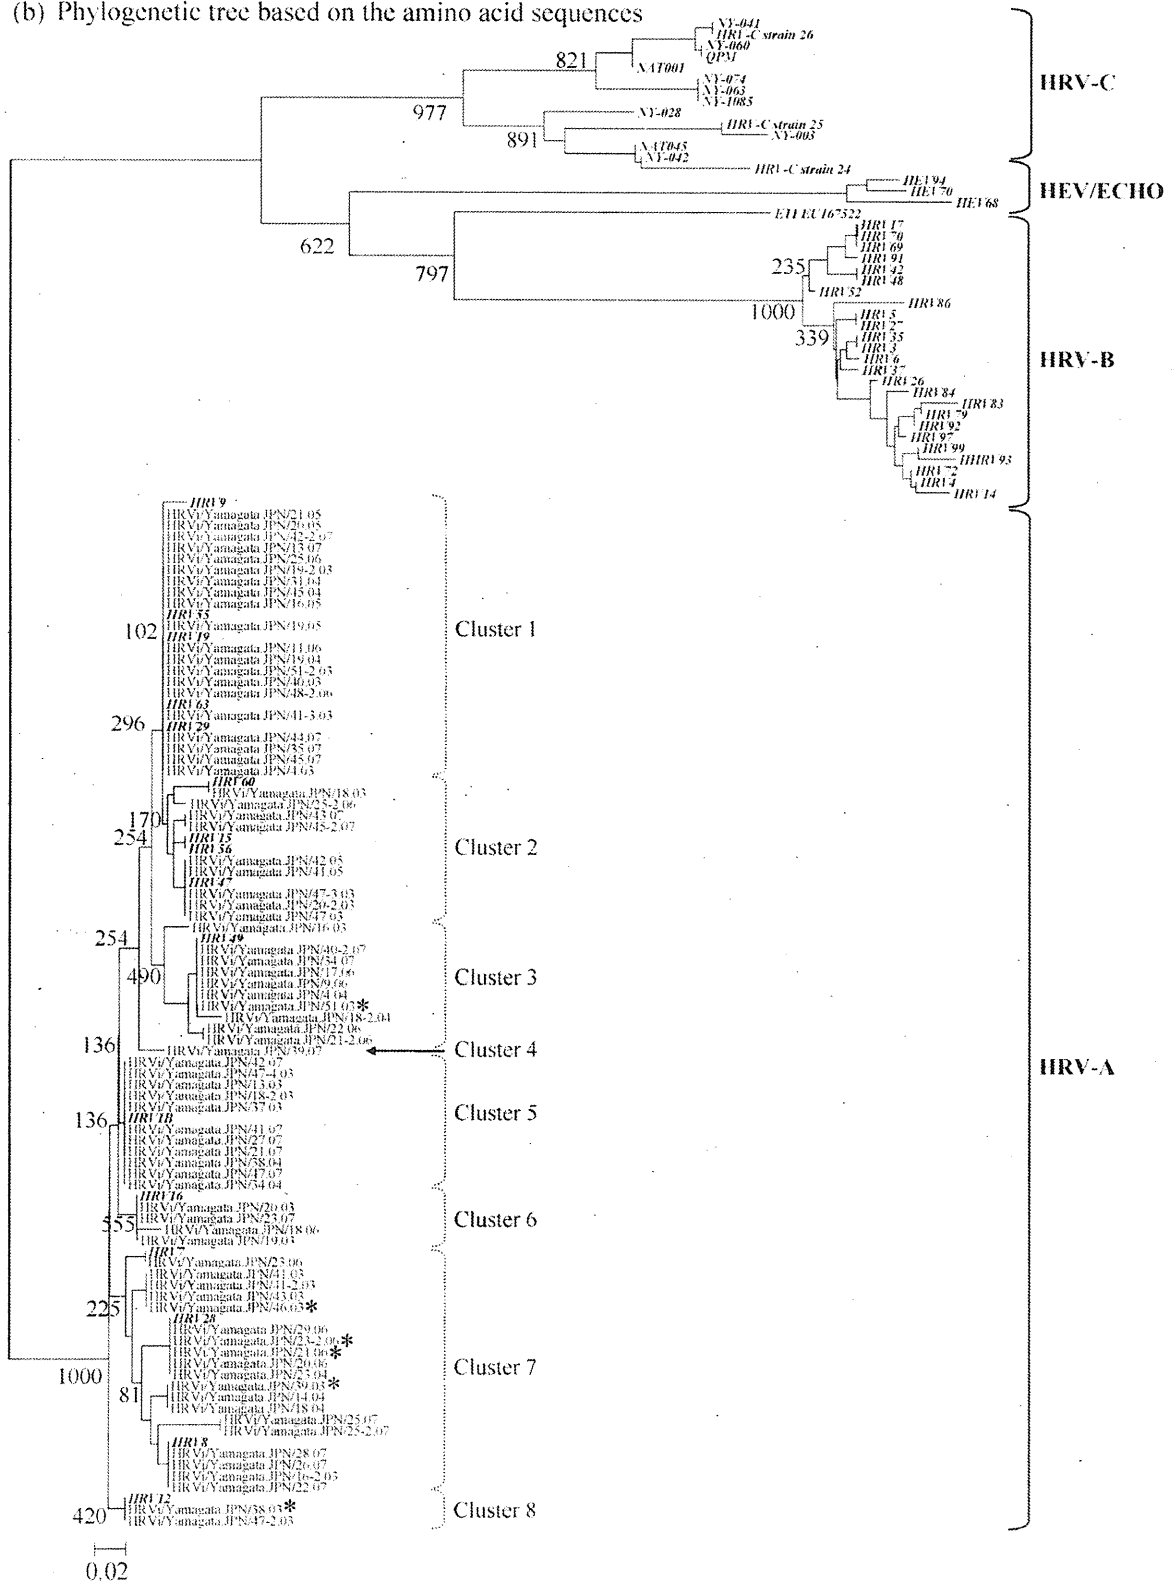 (b) Phylogenetic tree based on the amino acid sequences
NY-041
HRV-C strain 26
NY-060
QPM
821
NAT001
NY-074
NY-063
NY-1085
HRV-C
977
NY-028
HRV-C strain 25
NY-003
891
NAT045
NY-042
HRV-C strain 24
HEV94
HEV70
HEV68
HEV/ECHO
ETI EU167522
622
797
HRV17
HRV70
HRV69
HRV91
235
HRV42
HRV48
HRV52
HRV86
1000
HRV5
HRV27
339
HRV35
HRV3
HRV6
HRV37
HRV-B
HRV26
HRV84
HRV83
HRV79
HRV92
HRV97
HRV99
HHRV93
HRV72
HRV4
HRV14
HRV9
HRVi/Yamagata.JPN/21.05
HRVi/Yamagata.JPN/20.05
HRVi/Yamagata.JPN/42-2.07
HRVi/Yamagata.JPN/13.07
HRVi/Yamagata.JPN/25.06
HRVi/Yamagata.JPN/19-2.03
HRVi/Yamagata.JPN/31.04
HRVi/Yamagata.JPN/45.04
HRVi/Yamagata.JPN/16.05
HRV55
102
HRVi/Yamagata.JPN/19.05
Cluster 1
HRV19
HRVi/Yamagata.JPN/11.06
HRVi/Yamagata.JPN/19.04
HRVi/Yamagata.JPN/51-2.03
HRVi/Yamagata.JPN/40.03
HRVi/Yamagata.JPN/48-2.06
HRV63
HRVi/Yamagata.JPN/41-3.03
296
HRV29
HRVi/Yamagata.JPN/44.07
HRVi/Yamagata.JPN/35.07
HRVi/Yamagata.JPN/45.07
HRVi/Yamagata.JPN/4.03
HRV60
HRVi/Yamagata.JPN/18.03
HRVi/Yamagata.JPN/25-2.06
170
HRVi/Yamagata.JPN/43.07
HRVi/Yamagata.JPN/45-2.07
254
HRV15
HRV56
Cluster 2
HRVi/Yamagata.JPN/42.05
HRVi/Yamagata.JPN/41.05
HRV47
HRVi/Yamagata.JPN/47-3.03
HRVi/Yamagata.JPN/20-2.03
HRVi/Yamagata.JPN/47.03
HRVi/Yamagata.JPN/16.03
254
HRV49
HRVi/Yamagata.JPN/40-2.07
HRVi/Yamagata.JPN/34.07
490
HRVi/Yamagata.JPN/17.06
Cluster 3
HRVi/Yamagata.JPN/9.06
HRVi/Yamagata.JPN/4.04
HRVi/Yamagata.JPN/51.03*
HRVi/Yamagata.JPN/18-2.04
HRVi/Yamagata.JPN/22.06
HRVi/Yamagata.JPN/21-2.06
136
HRVi/Yamagata.JPN/39.07
Cluster 4
HRVi/Yamagata.JPN/42.07
HRVi/Yamagata.JPN/47-4.03
HRV-A
HRVi/Yamagata.JPN/13.03
HRVi/Yamagata.JPN/18-2.03
HRVi/Yamagata.JPN/37.03
136
HRV1B
Cluster 5
HRVi/Yamagata.JPN/41.07
HRVi/Yamagata.JPN/27.07
HRVi/Yamagata.JPN/21.07
HRVi/Yamagata.JPN/38.04
HRVi/Yamagata.JPN/47.07
HRVi/Yamagata.JPN/34.04
HRV16
HRVi/Yamagata.JPN/20.03
HRVi/Yamagata.JPN/23.07
555
HRVi/Yamagata.JPN/18.06
Cluster 6
HRVi/Yamagata.JPN/19.03
HRV7
HRVi/Yamagata.JPN/23.06
HRVi/Yamagata.JPN/41.03
HRVi/Yamagata.JPN/41-2.03
HRVi/Yamagata.JPN/43.03
225
HRVi/Yamagata.JPN/46.03*
HRV28
HRVi/Yamagata.JPN/29.06
HRVi/Yamagata.JPN/23-2.06*
HRVi/Yamagata.JPN/21.06*
HRVi/Yamagata.JPN/20.06
Cluster 7
1000
HRVi/Yamagata.JPN/23.04
HRVi/Yamagata.JPN/39.03*
81
HRVi/Yamagata.JPN/14.04
HRVi/Yamagata.JPN/18.04
HRVi/Yamagata.JPN/25.07
HRVi/Yamagata.JPN/25-2.07
HRV8
HRVi/Yamagata.JPN/28.07
HRVi/Yamagata.JPN/26.07
HRVi/Yamagata.JPN/16-2.03
HRVi/Yamagata.JPN/22.07
HRV12
HRVi/Yamagata.JPN/38.03*
420
HRVi/Yamagata.JPN/47-2.03
Cluster 8
0.02